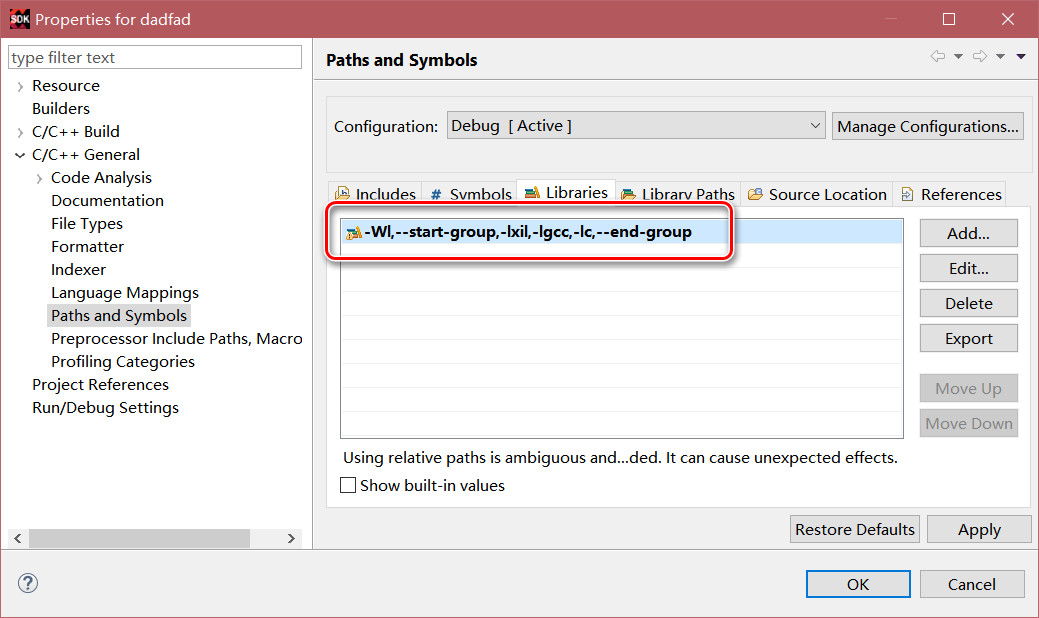 SDK Properties for dadfad
type filter text
Resource
Builders
C/C++ Build
C/C++ General
Code Analysis
Documentation
File Types
Formatter
Indexer
Language Mappings
Paths and Symbols
Preprocessor Include Paths, Macro
Profiling Categories
Project References
Run/Debug Settings
Paths and Symbols
Configuration: Debug [ Active ] Manage Configurations...
Includes # Symbols Libraries Library Paths Source Location References
-Wl,--start-group,-lxil,-lgcc,-lc,--end-group
Add...
Edit...
Delete
Export
Move Up
Move Down
Using relative paths is ambiguous and...ded. It can cause unexpected effects.
Show built-in values
Restore Defaults Apply
? OK Cancel